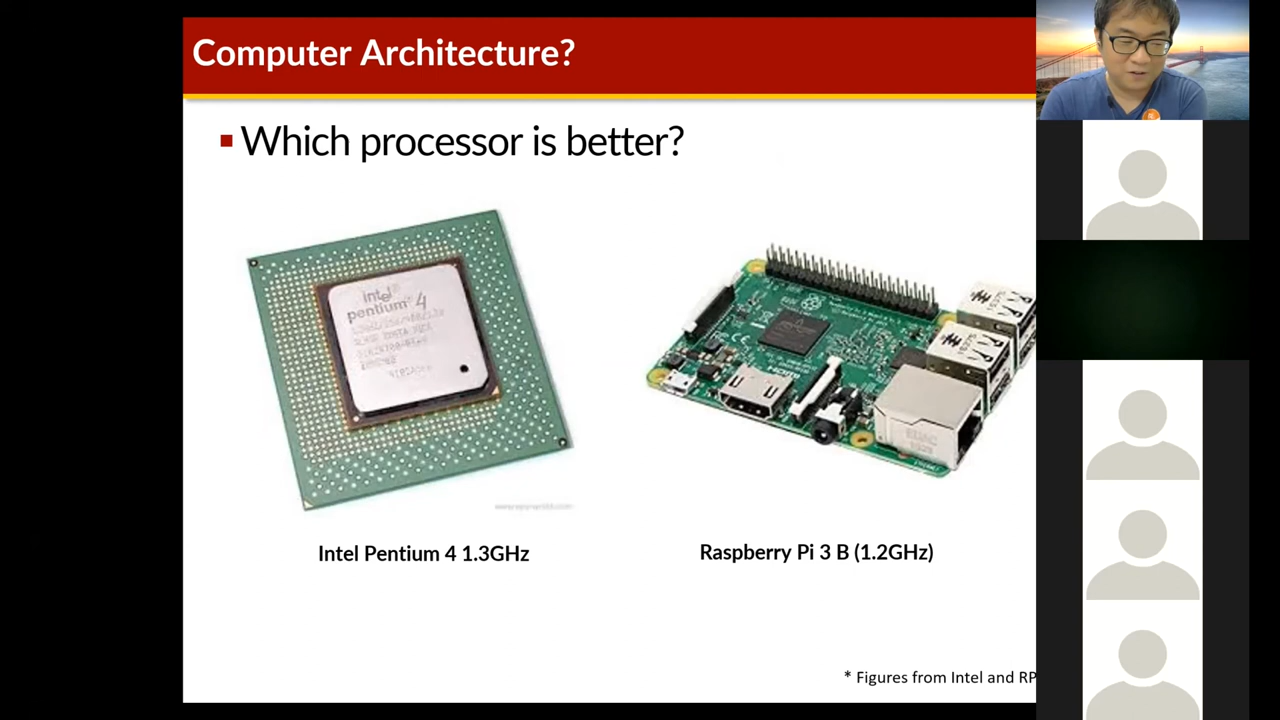 Computer Architecture?
Which processor is better?
intel
pentium 4
HDMI
Intel Pentium 4 1.3GHz
Raspberry Pi 3 B (1.2GHz)
* Figures from Intel and RP